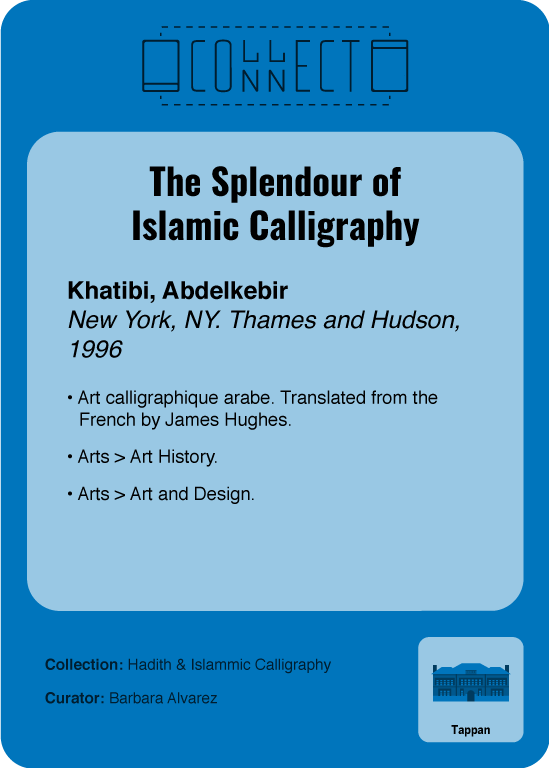 COLLECT
CONNECT
The Splendour of
Islamic Calligraphy
Khatibi, Abdelkebir
New York, NY. Thames and Hudson,
1996
• Art calligraphique arabe. Translated from the
French by James Hughes.
• Arts > Art History.
• Arts > Art and Design.
Collection: Hadith & Islammic Calligraphy
Curator: Barbara Alvarez
Tappan